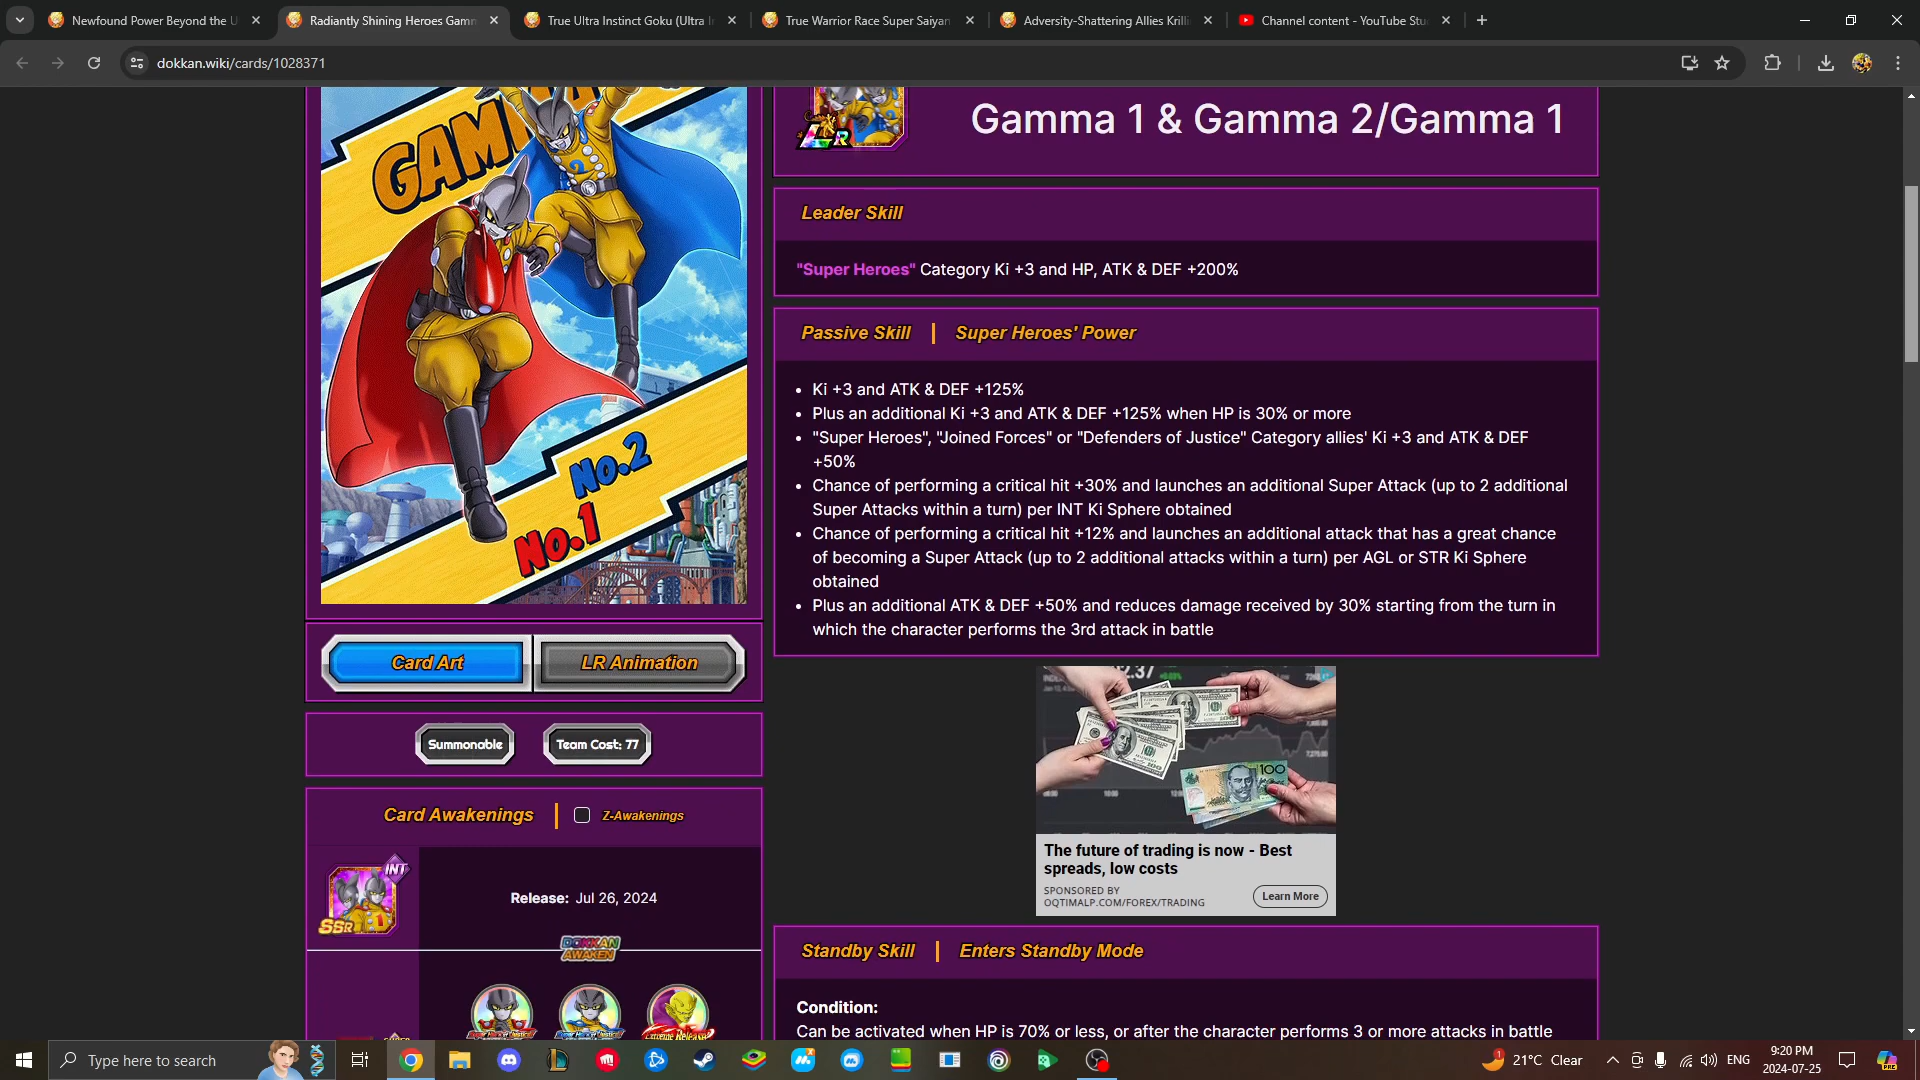 Newfound Power Beyond the U
Radiantly Shining Heroes Gamm
True Ultra Instinct Goku (Ultra I
True Warrior Race Super Saiyan
Adversity-Shattering Allies Krilli
Channel content - YouTube Stu
dokkan.wiki/cards/1028371
GAMMA
No.2
No.1
LR
Gamma 1 & Gamma 2/Gamma 1
Leader Skill
"Super Heroes" Category Ki +3 and HP, ATK & DEF +200%
Passive Skill | Super Heroes' Power
• Ki +3 and ATK & DEF +125%
• Plus an additional Ki +3 and ATK & DEF +125% when HP is 30% or more
• "Super Heroes", "Joined Forces" or "Defenders of Justice" Category allies' Ki +3 and ATK & DEF
+50%
• Chance of performing a critical hit +30% and launches an additional Super Attack (up to 2 additional
Super Attacks within a turn) per INT Ki Sphere obtained
• Chance of performing a critical hit +12% and launches an additional attack that has a great chance
of becoming a Super Attack (up to 2 additional attacks within a turn) per AGL or STR Ki Sphere
obtained
• Plus an additional ATK & DEF +50% and reduces damage received by 30% starting from the turn in
which the character performs the 3rd attack in battle
Card Art
LR Animation
Summonable
Team Cost: 77
Card Awakenings | Z-Awakenings
INT
SSR
Release: Jul 26, 2024
DOKKAN
AWAKEN
Extreme Release!
100
The future of trading is now - Best
spreads, low costs
SPONSORED BY
OQTIMALP.COM/FOREX/TRADING
Learn More
Standby Skill | Enters Standby Mode
Condition:
Can be activated when HP is 70% or less, or after the character performs 3 or more attacks in battle
Type here to search
1
21°C Clear
ENG
9:20 PM
2024-07-25